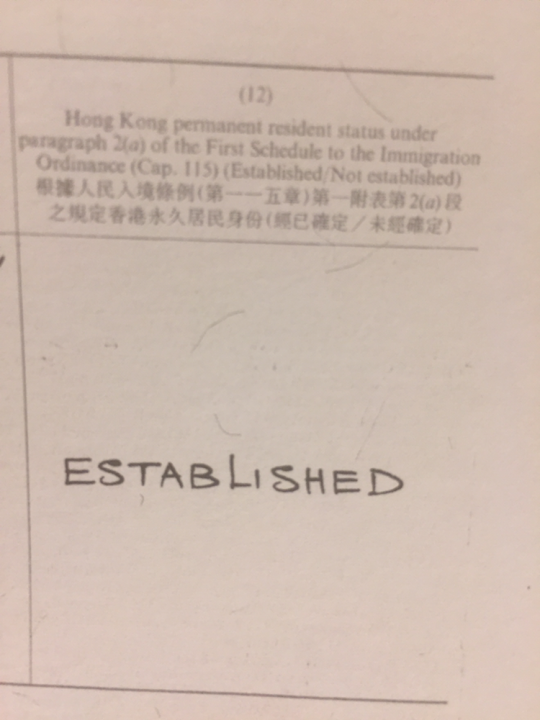 (12)
Hong Kong permanent resident status under
paragraph 2(a) of the First Schedule to the Immigration
Ordinance (Cap. 115) (Established/Not established)
根據人民入境條例(第一一五章)第一附表第2(a)段
之規定香港永久居民身份(經已確定/未經確定)
ESTABLISHED